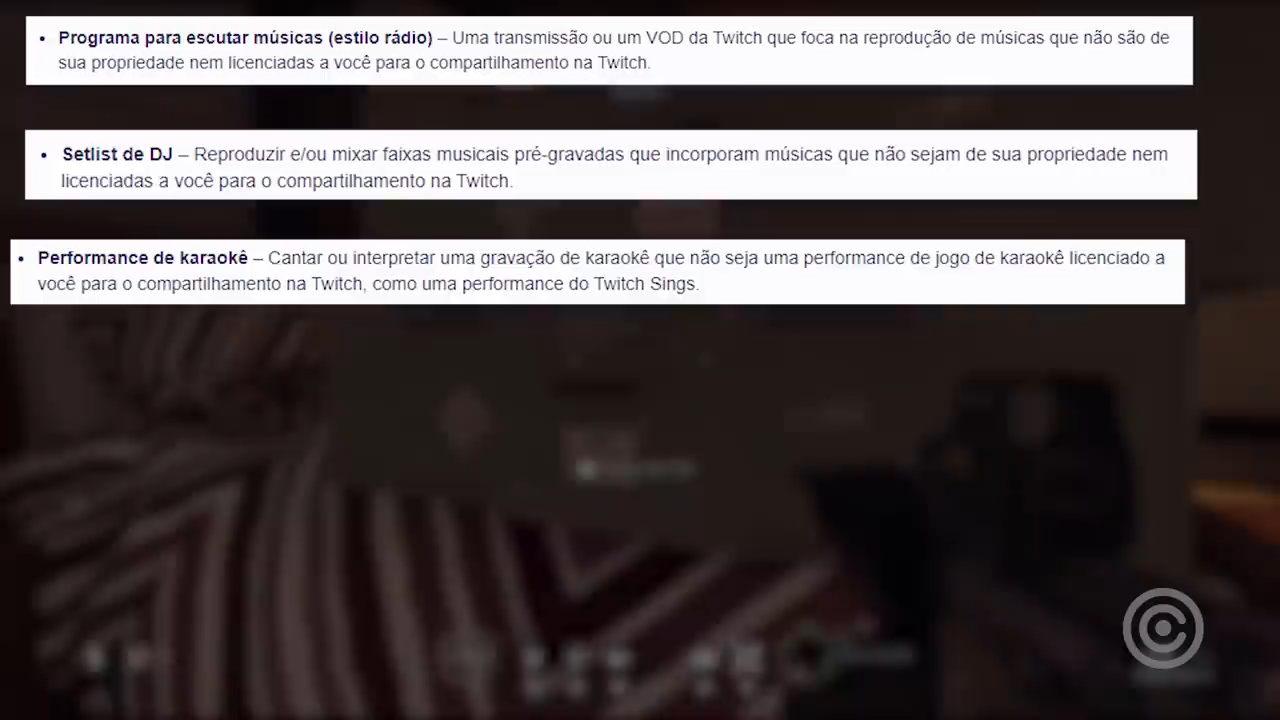 • Programa para escutar músicas (estilo rádio) – Uma transmissão ou um VOD da Twitch que foca na reprodução de músicas que não são de
sua propriedade nem licenciadas a você para o compartilhamento na Twitch.
• Setlist de DJ – Reproduzir e/ou mixar faixas musicais pré-gravadas que incorporam músicas que não sejam de sua propriedade nem
licenciadas a você para o compartilhamento na Twitch.
• Performance de karaokê – Cantar ou interpretar uma gravação de karaokê que não seja uma performance de jogo de karaokê licenciado a
você para o compartilhamento na Twitch, como uma performance do Twitch Sings.